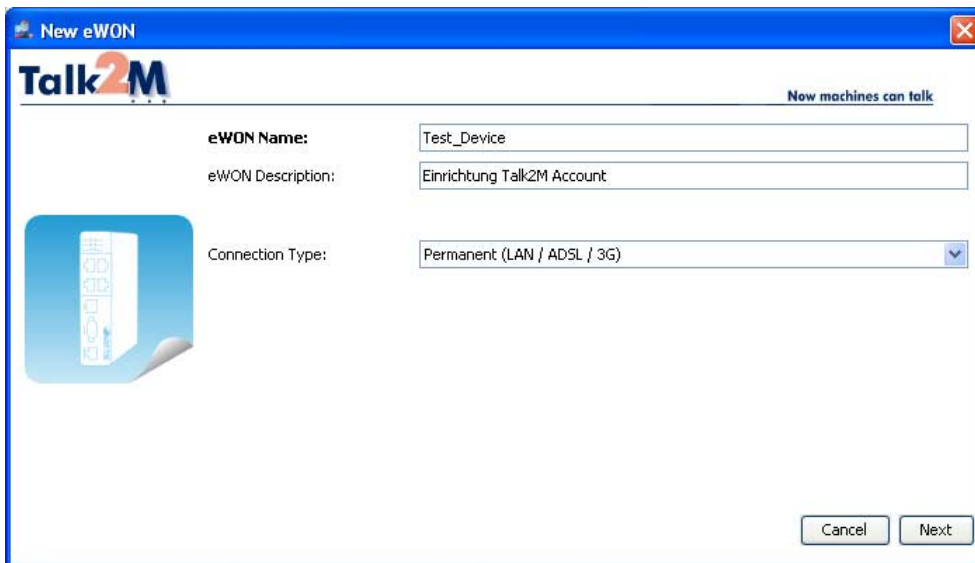 New eWON
Talk2M
Now machines can talk
eWON Name:
Test_Device
eWON Description:
Einrichtung Talk2M Account
Connection Type:
Permanent (LAN / ADSL / 3G)
Cancel
Next